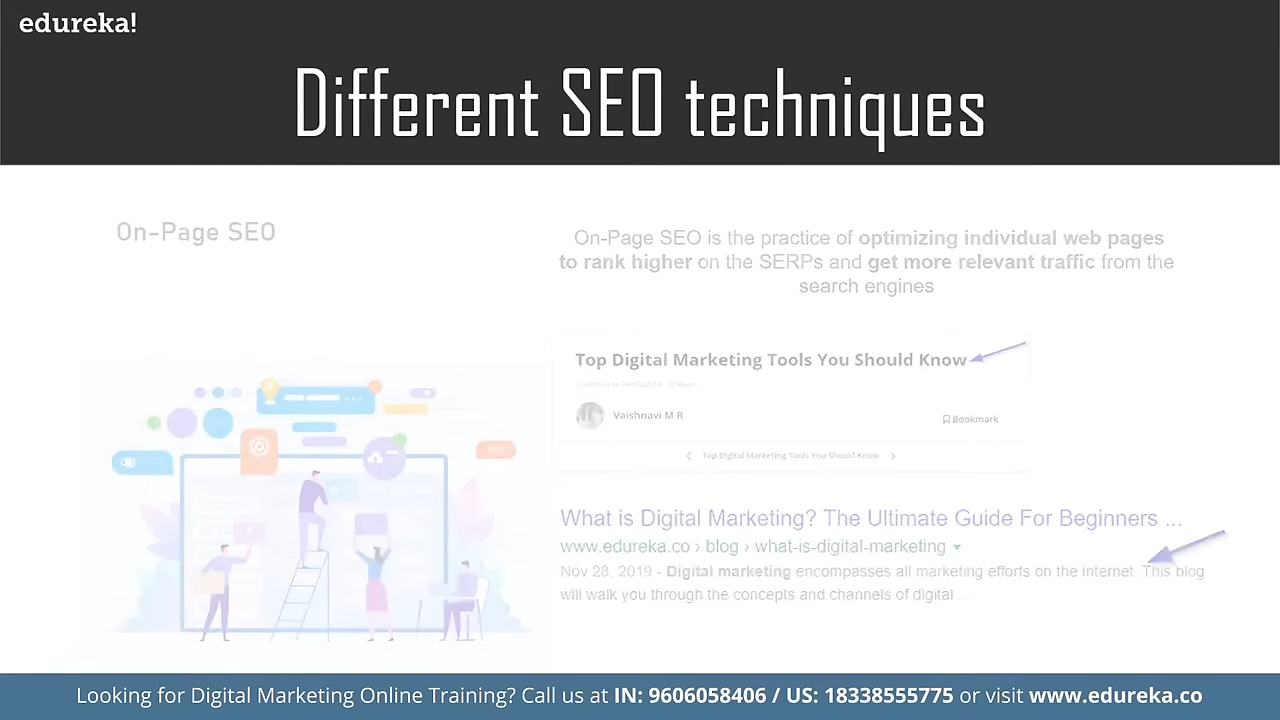 edureka!
Different SEO techniques
On-Page SEO
On-Page SEO is the practice of optimizing individual web pages
to rank higher on the SERPs and get more relevant traffic from the
search engines
Top Digital Marketing Tools You Should Know
Vaishnavi M R
Bookmark
Top Digital Marketing Tools You Should Know
What is Digital Marketing? The Ultimate Guide For Beginners ...
www.edureka.co › blog › what-is-digital-marketing
Nov 28, 2019 - Digital marketing encompasses all marketing efforts on the internet. This blog
will walk you through the concepts and channels of digital ...
Looking for Digital Marketing Online Training? Call us at IN: 9606058406 / US: 18338555775 or visit www.edureka.co